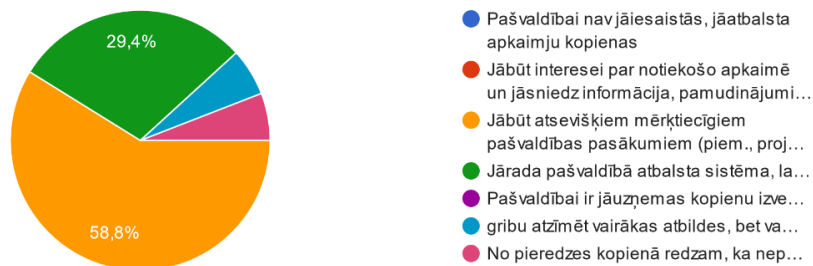 29,4%
58,8%
Pašvaldībai nav jāiesaistās, jāatbalsta
apkaimju kopienas
Jābūt interesei par notiekošo apkaimē
un jāsniedz informācija, pamudinājumi…
Jābūt atsevišķiem mērķtiecīgiem
pašvaldības pasākumiem (piem., proj…
Jārada pašvaldībā atbalsta sistēma, la…
Pašvaldībai ir jāuzņemas kopienu izve…
gribu atzīmēt vairākas atbildes, bet va…
No pieredzes kopienā redzam, ka nep…